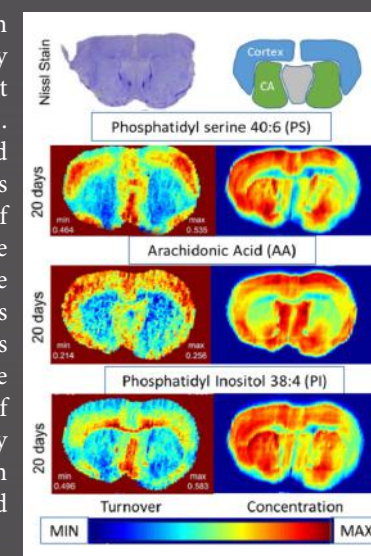 Nissl Stain
Cortex
CA
Phosphatidyl serine 40:6 (PS)
20 days
min max
0.464 0.535
Arachidonic Acid (AA)
20 days
min max
0.214 0.256
Phosphatidyl Inositol 38:4 (PI)
20 days
min max
0.496 0.583
Turnover Concentration
MIN MAX